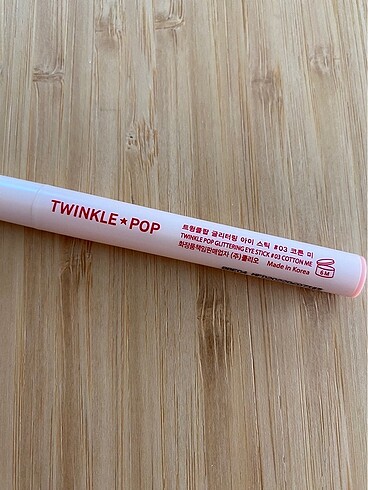 TWINKLE★POP
트윙클팝 글리터링 아이 스틱 #03 코튼 미
TWINKLE POP GLITTERING EYE STICK #03 COTTON ME
화장품책임판매업자 (주)클리오 Made in Korea
6 M